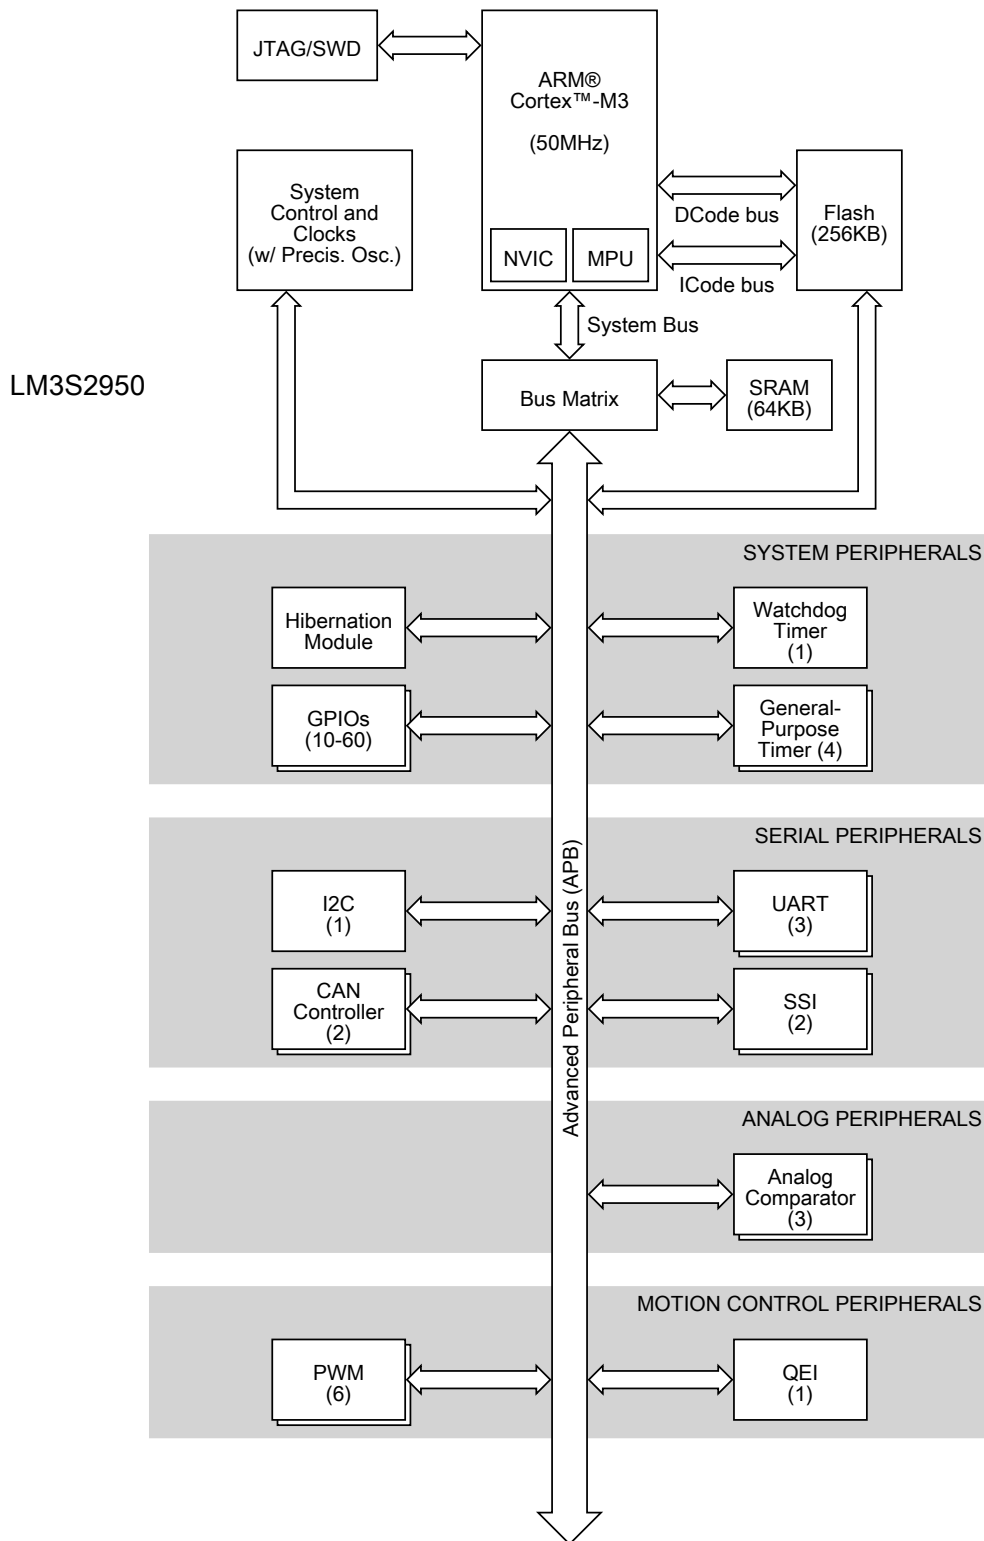 JTAG/SWD
ARM®
Cortex™-M3
(50MHz)
NVIC
MPU
System
Control and
Clocks
(w/ Precis. Osc.)
DCode bus
ICode bus
Flash
(256KB)
System Bus
LM3S2950
Bus Matrix
SRAM
(64KB)
SYSTEM PERIPHERALS
Hibernation
Module
Watchdog
Timer
(1)
GPIOs
(10-60)
General-
Purpose
Timer (4)
Advanced Peripheral Bus (APB)
SERIAL PERIPHERALS
I2C
(1)
UART
(3)
CAN
Controller
(2)
SSI
(2)
ANALOG PERIPHERALS
Analog
Comparator
(3)
MOTION CONTROL PERIPHERALS
PWM
(6)
QEI
(1)